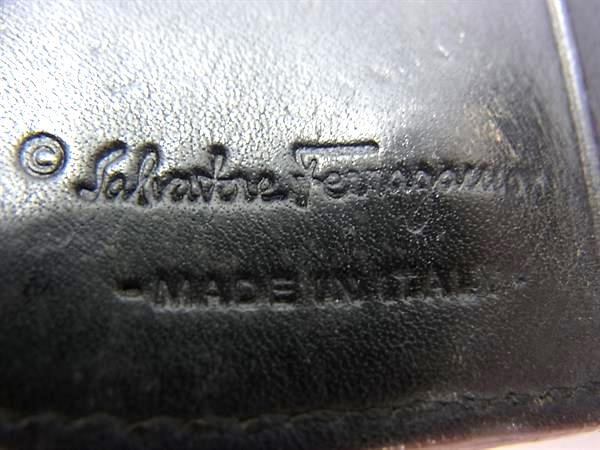 © Salvatore Ferragamo
-MADE IN ITALY-